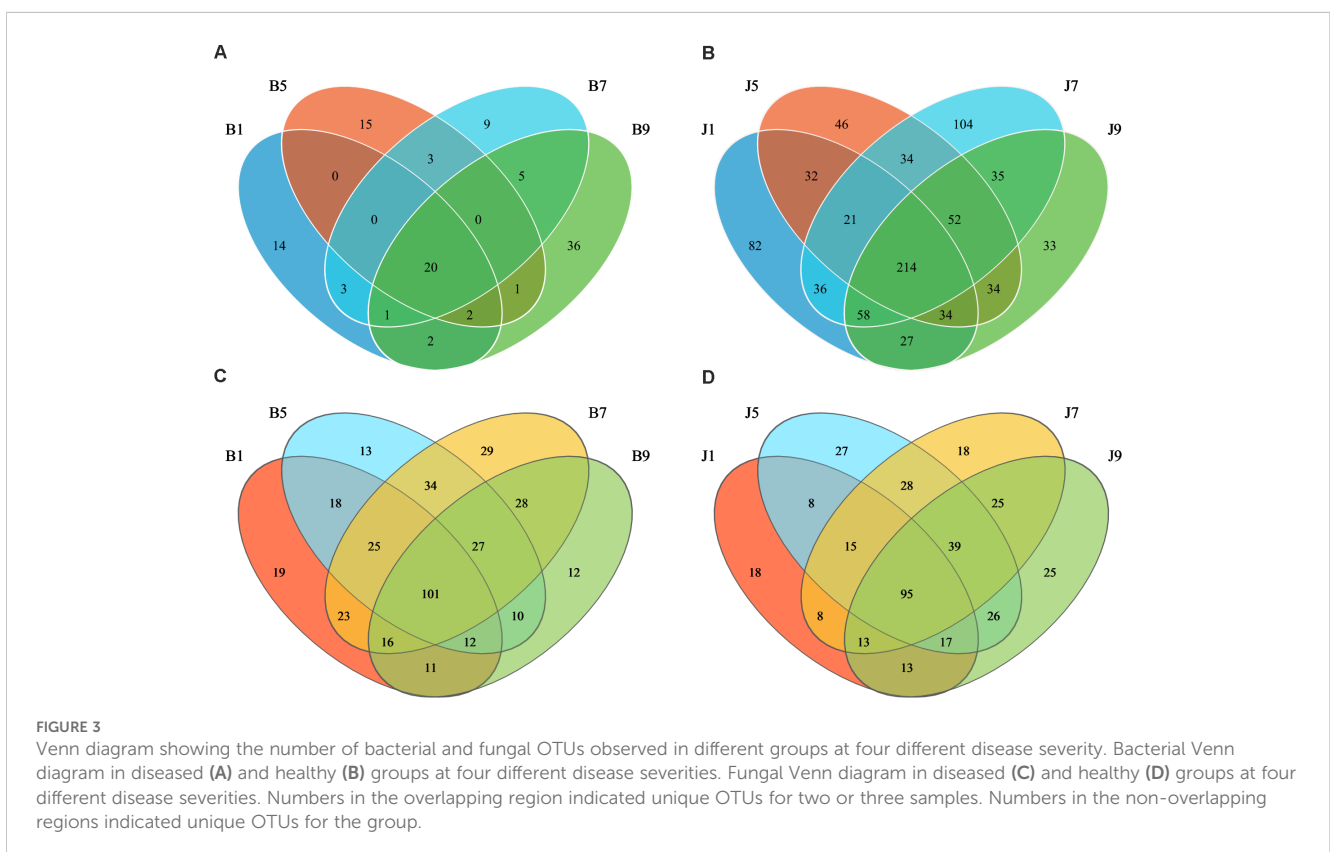 A
B
B5
B7
J5
J7
B1
15
9
B9
J1
46
104
J9
3
34
0
5
32
35
0
0
21
52
14
36
82
33
20
214
3
1
36
34
1
2
58
34
2
27
C
D
B5
B7
J5
J7
B1
13
29
B9
J1
27
18
J9
34
28
18
28
8
25
25
27
15
39
19
12
18
25
101
95
23
10
8
26
16
12
13
17
11
13
FIGURE 3
Venn diagram showing the number of bacterial and fungal OTUs observed in different groups at four different disease severity. Bacterial Venn
diagram in diseased (A) and healthy (B) groups at four different disease severities. Fungal Venn diagram in diseased (C) and healthy (D) groups at four
different disease severities. Numbers in the overlapping region indicated unique OTUs for two or three samples. Numbers in the non-overlapping
regions indicated unique OTUs for the group.